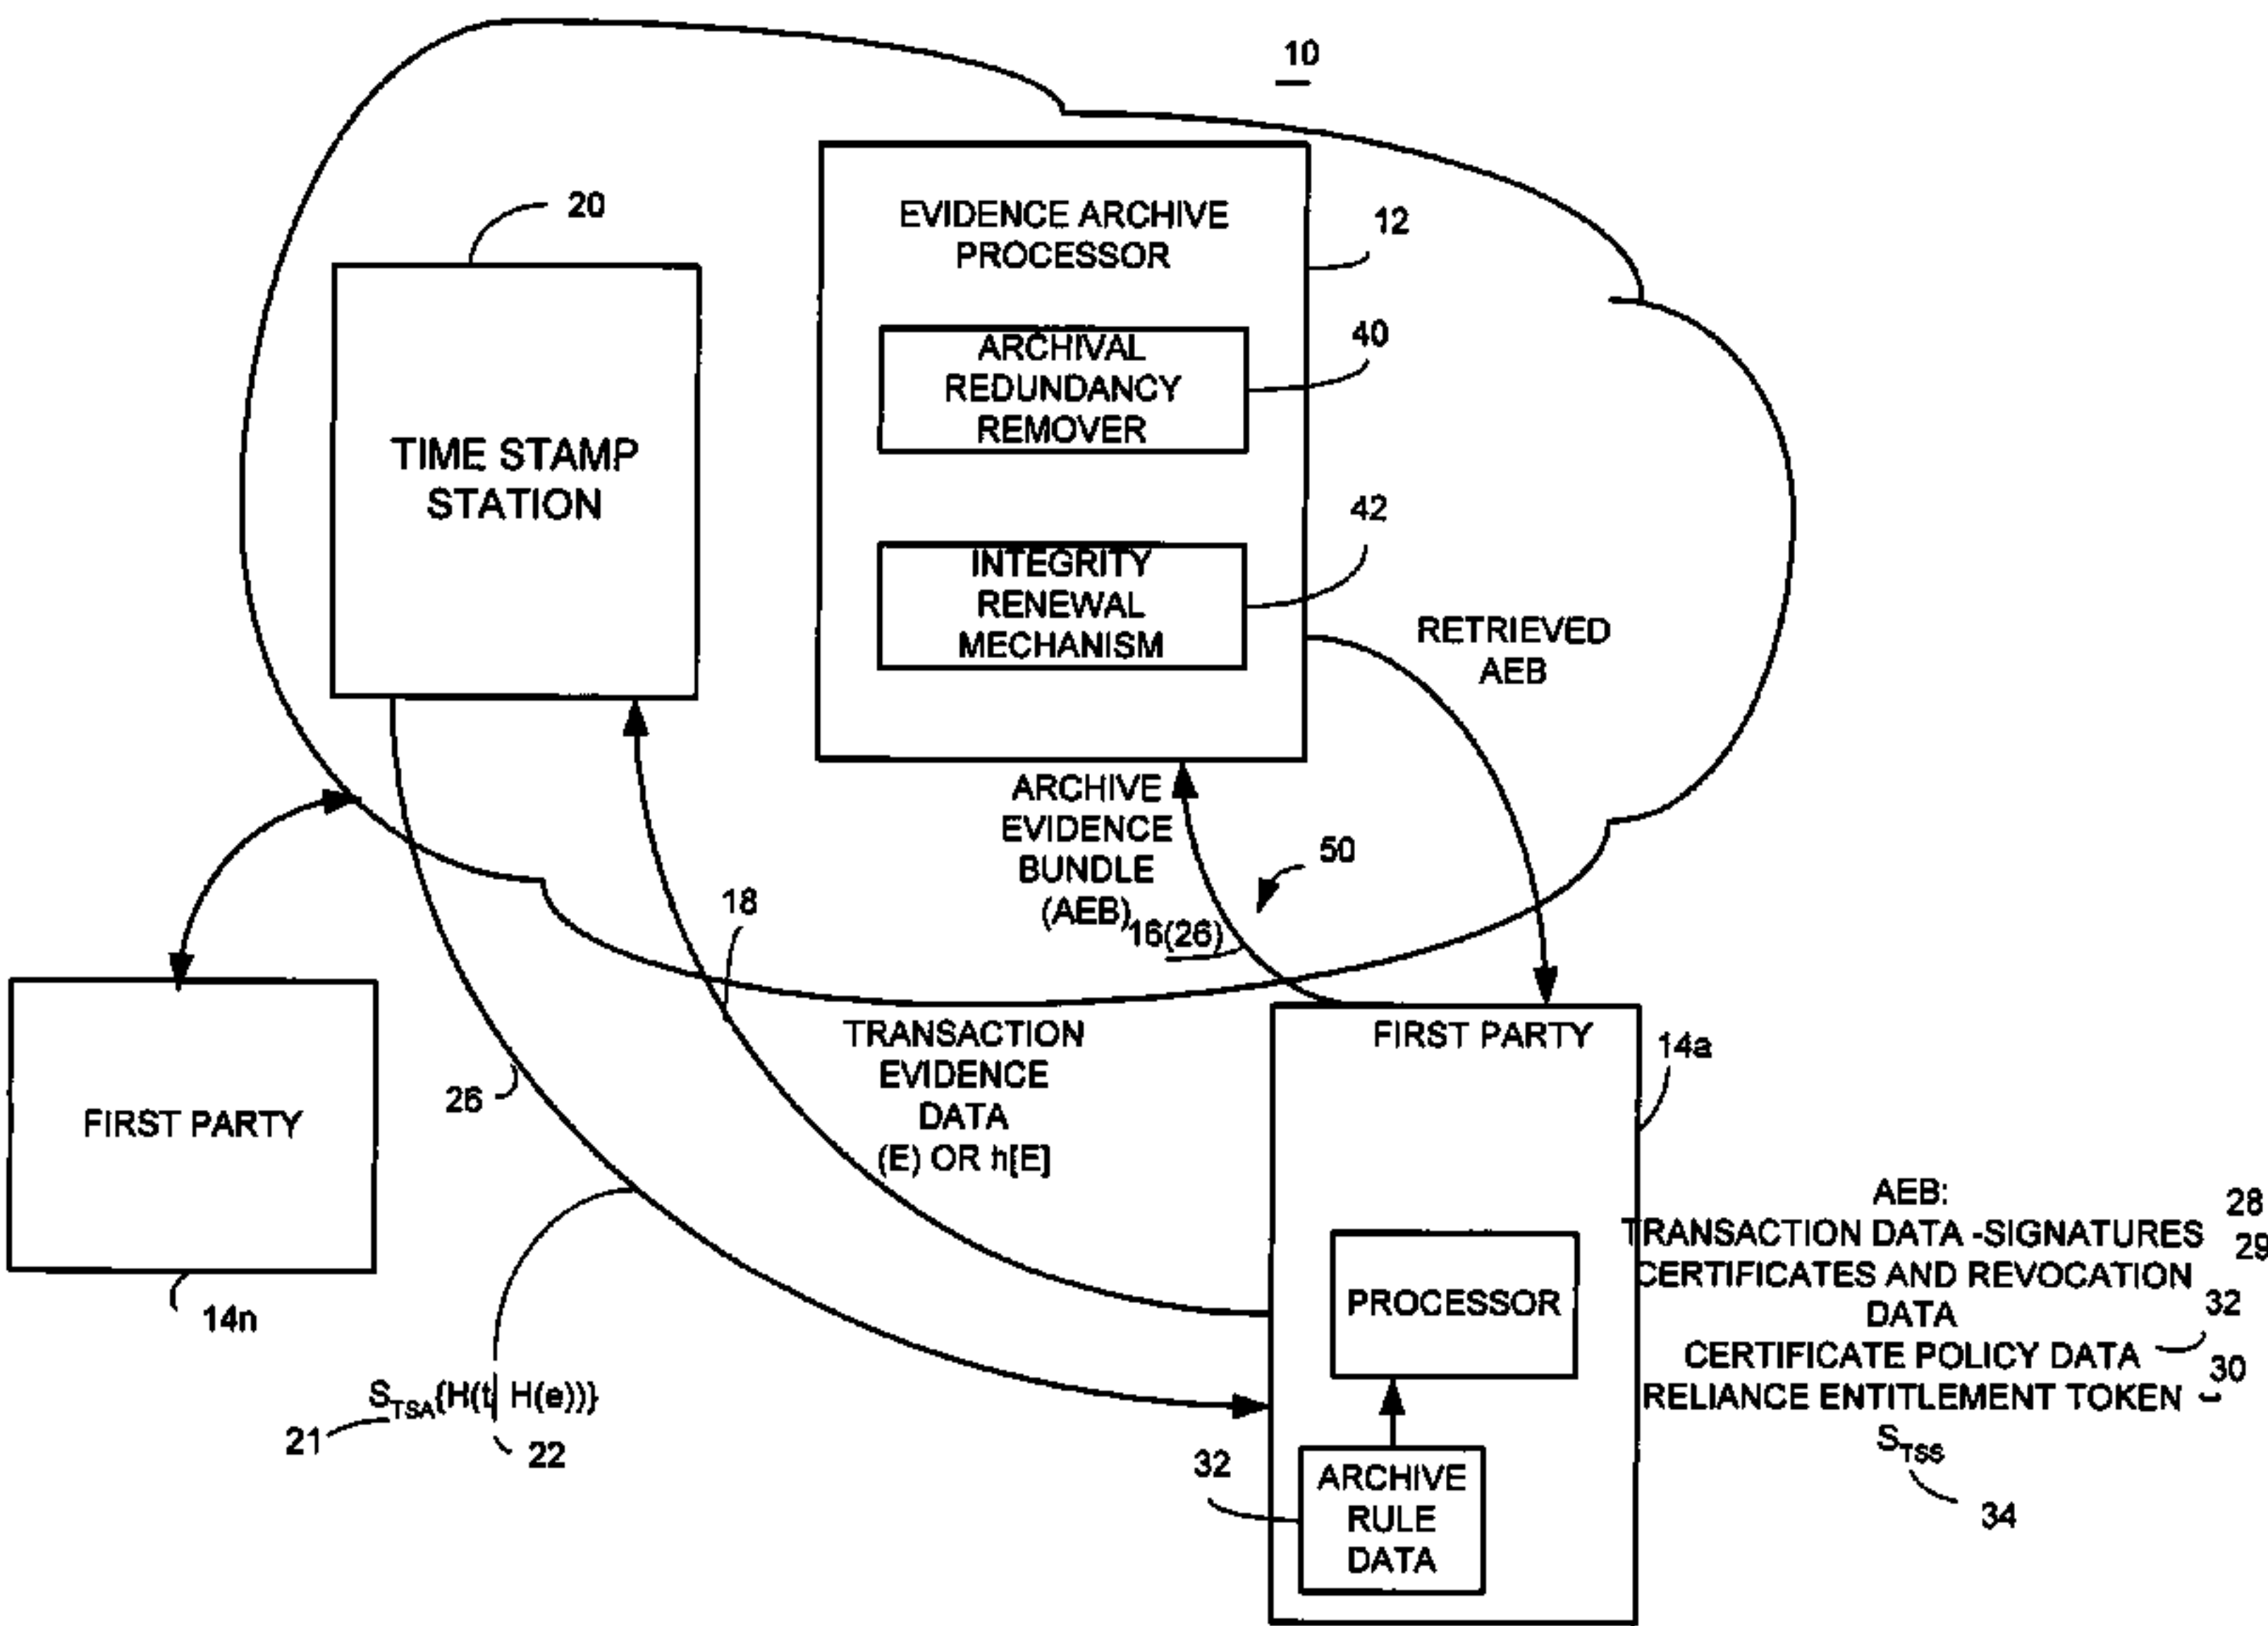 10
20
EVIDENCE ARCHIVE
PROCESSOR
12
ARCHIVAL
REDUNDANCY
REMOVER
40
TIME STAMP
STATION
42
INTEGRITY
RENEWAL
MECHANISM
RETRIEVED
AEB
ARCHIVE
EVIDENCE
BUNDLE
(AEB)
50
16(26)
18
TRANSACTION
EVIDENCE
DATA
(E) OR h[E]
FIRST PARTY
14a
26
FIRST PARTY
14n
AEB:
28
TRANSACTION DATA -SIGNATURES
29
CERTIFICATES AND REVOCATION
DATA
32
CERTIFICATE POLICY DATA
30
RELIANCE ENTITLEMENT TOKEN
STSS
34
PROCESSOR
STSA{H(t| H(e))}
21
22
32
ARCHIVE
RULE
DATA